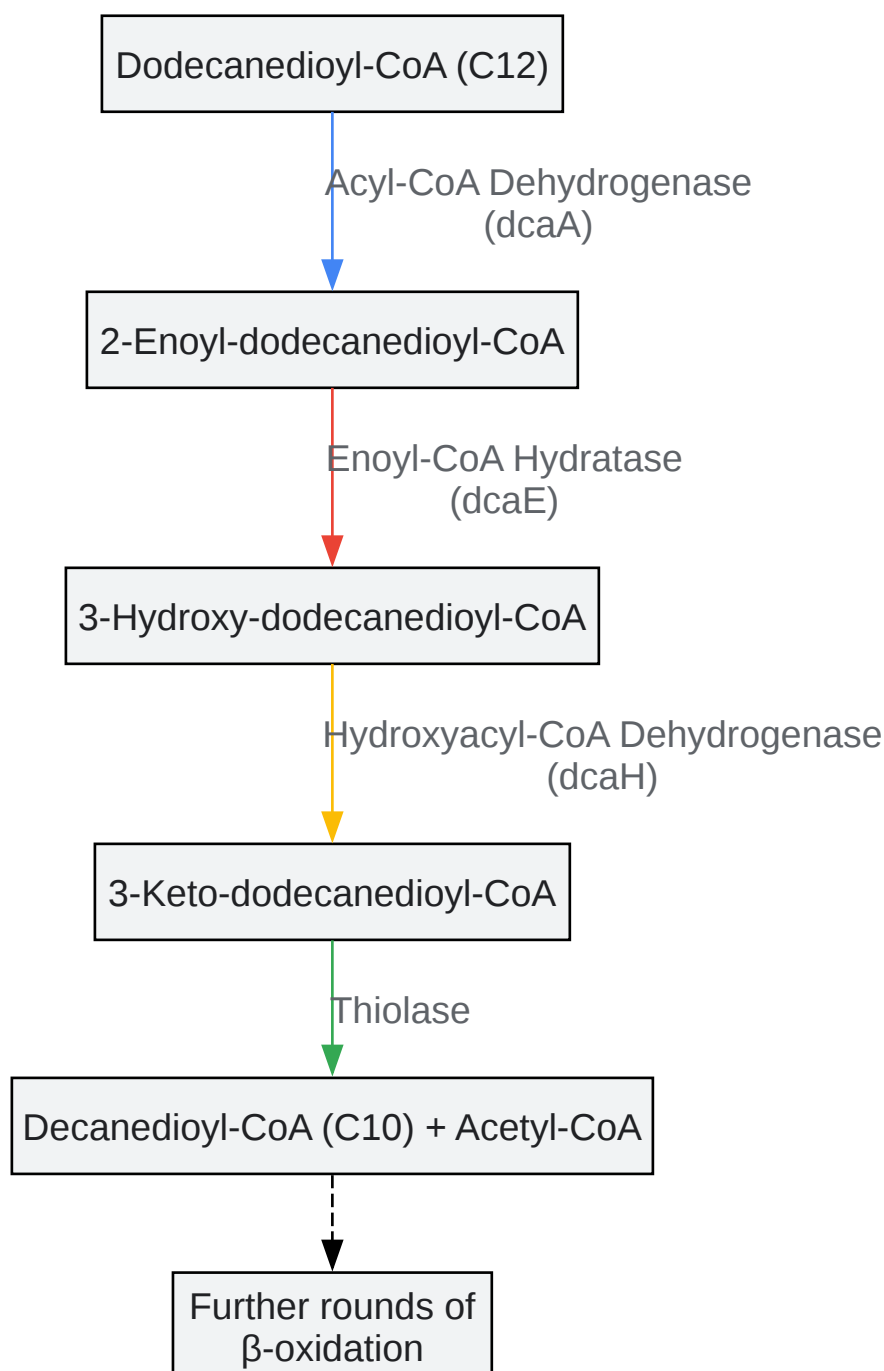 Dodecanedioyl-CoA (C12)
Acyl-CoA Dehydrogenase
(dcaA)
2-Enoyl-dodecanedioyl-CoA
Enoyl-CoA Hydratase
(dcaE)
3-Hydroxy-dodecanedioyl-CoA
Hydroxyacyl-CoA Dehydrogenase
(dcaH)
3-Keto-dodecanedioyl-CoA
Thiolase
Decanedioyl-CoA (C10) + Acetyl-CoA
Further rounds of
β-oxidation